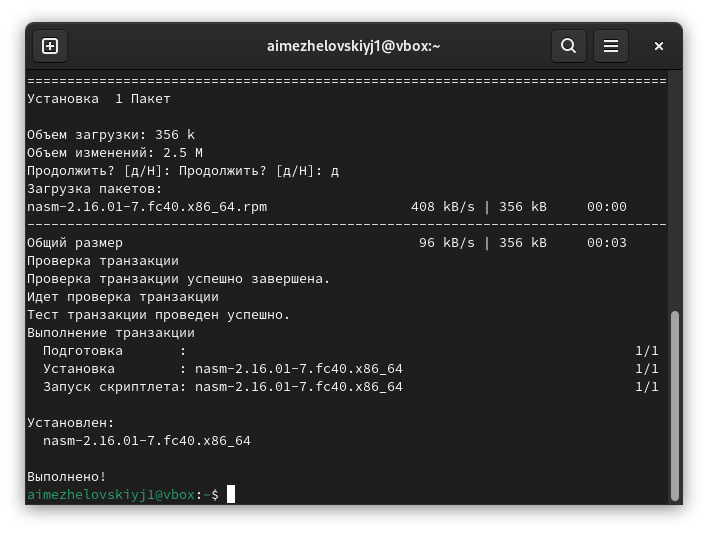 aimezhelovskiyj1@vbox:~
================================================================================
Установка  1 Пакет
Объем загрузки: 356 k
Объем изменений: 2.5 M
Продолжить? [д/Н]: Продолжить? [д/Н]: д
Загрузка пакетов:
nasm-2.16.01-7.fc40.x86_64.rpm                  408 kB/s | 356 kB     00:00
--------------------------------------------------------------------------------
Общий размер                                     96 kB/s | 356 kB     00:03
Проверка транзакции
Проверка транзакции успешно завершена.
Идет проверка транзакции
Тест транзакции проведен успешно.
Выполнение транзакции
  Подготовка       :                                                        1/1
  Установка        : nasm-2.16.01-7.fc40.x86_64                             1/1
  Запуск скриптлета: nasm-2.16.01-7.fc40.x86_64                             1/1
Установлен:
  nasm-2.16.01-7.fc40.x86_64
Выполнено!
aimezhelovskiyj1@vbox:~$